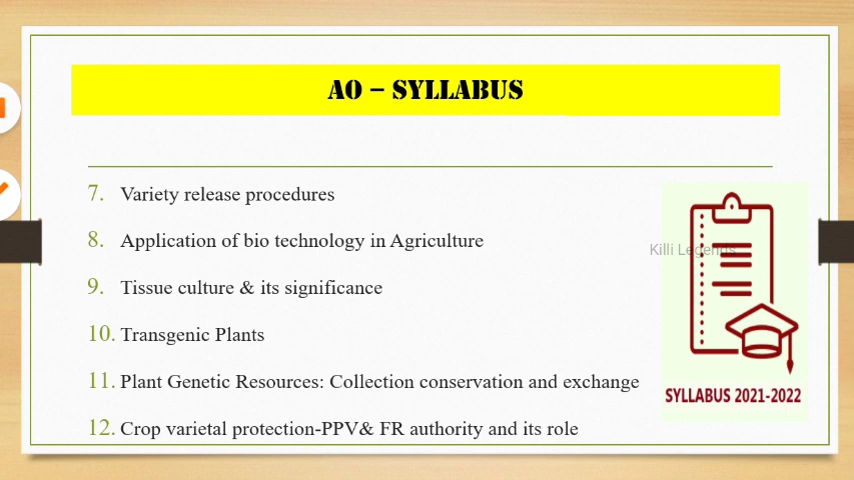 AO – SYLLABUS
7. Variety release procedures
8. Application of bio technology in Agriculture
Killi Legends
9. Tissue culture & its significance
10. Transgenic Plants
11. Plant Genetic Resources: Collection conservation and exchange
SYLLABUS 2021-2022
12. Crop varietal protection-PPV& FR authority and its role